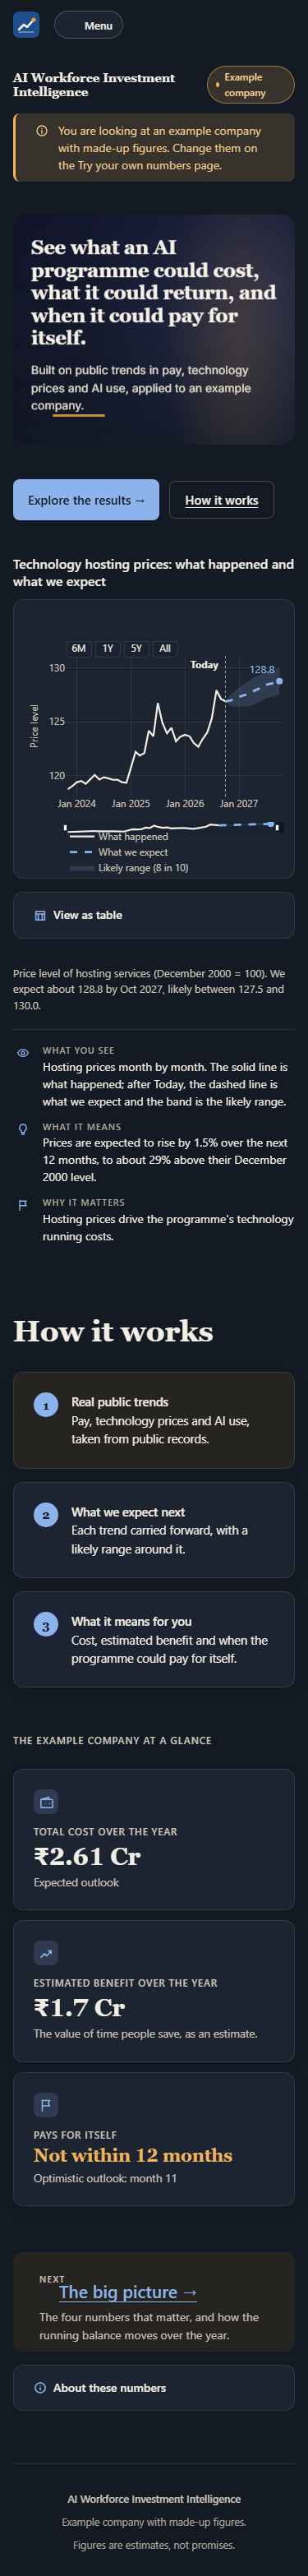 Menu
AI Workforce Investment
Intelligence
Example
company
You are looking at an example company
with made-up figures. Change them on
the Try your own numbers page.
See what an AI
programme could cost,
what it could return, and
when it could pay for
itself.
Built on public trends in pay, technology
prices and AI use, applied to an example
company.
Explore the results →
How it works
Technology hosting prices: what happened and
what we expect
6M 1Y 5Y All
Today
128.8
130
125
120
Price level
Jan 2024 Jan 2025 Jan 2026 Jan 2027
What happened
What we expect
Likely range (8 in 10)
View as table
Price level of hosting services (December 2000 = 100). We
expect about 128.8 by Oct 2027, likely between 127.5 and
130.0.
WHAT YOU SEE
Hosting prices month by month. The solid line is
what happened; after Today, the dashed line is
what we expect and the band is the likely range.
WHAT IT MEANS
Prices are expected to rise by 1.5% over the next
12 months, to about 29% above their December
2000 level.
WHY IT MATTERS
Hosting prices drive the programme's technology
running costs.
How it works
1
Real public trends
Pay, technology prices and AI use,
taken from public records.
2
What we expect next
Each trend carried forward, with a
likely range around it.
3
What it means for you
Cost, estimated benefit and when the
programme could pay for itself.
THE EXAMPLE COMPANY AT A GLANCE
TOTAL COST OVER THE YEAR
₹2.61 Cr
Expected outlook
ESTIMATED BENEFIT OVER THE YEAR
₹1.7 Cr
The value of time people save, as an estimate.
PAYS FOR ITSELF
Not within 12 months
Optimistic outlook: month 11
NEXT
The big picture →
The four numbers that matter, and how the
running balance moves over the year.
About these numbers
AI Workforce Investment Intelligence
Example company with made-up figures.
Figures are estimates, not promises.